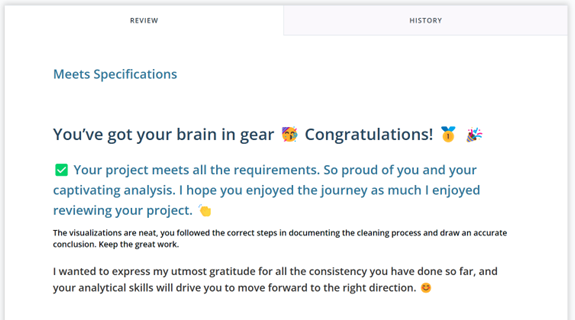 REVIEW HISTORY
Meets Specifications
You've got your brain in gear 🥳 Congratulations! 🥇 🎉
✅ Your project meets all the requirements. So proud of you and your
captivating analysis. I hope you enjoyed the journey as much I enjoyed
reviewing your project. 👏
The visualizations are neat, you followed the correct steps in documenting the cleaning process and draw an accurate
conclusion. Keep the great work.
I wanted to express my utmost gratitude for all the consistency you have done so far, and
your analytical skills will drive you to move forward to the right direction. 😊